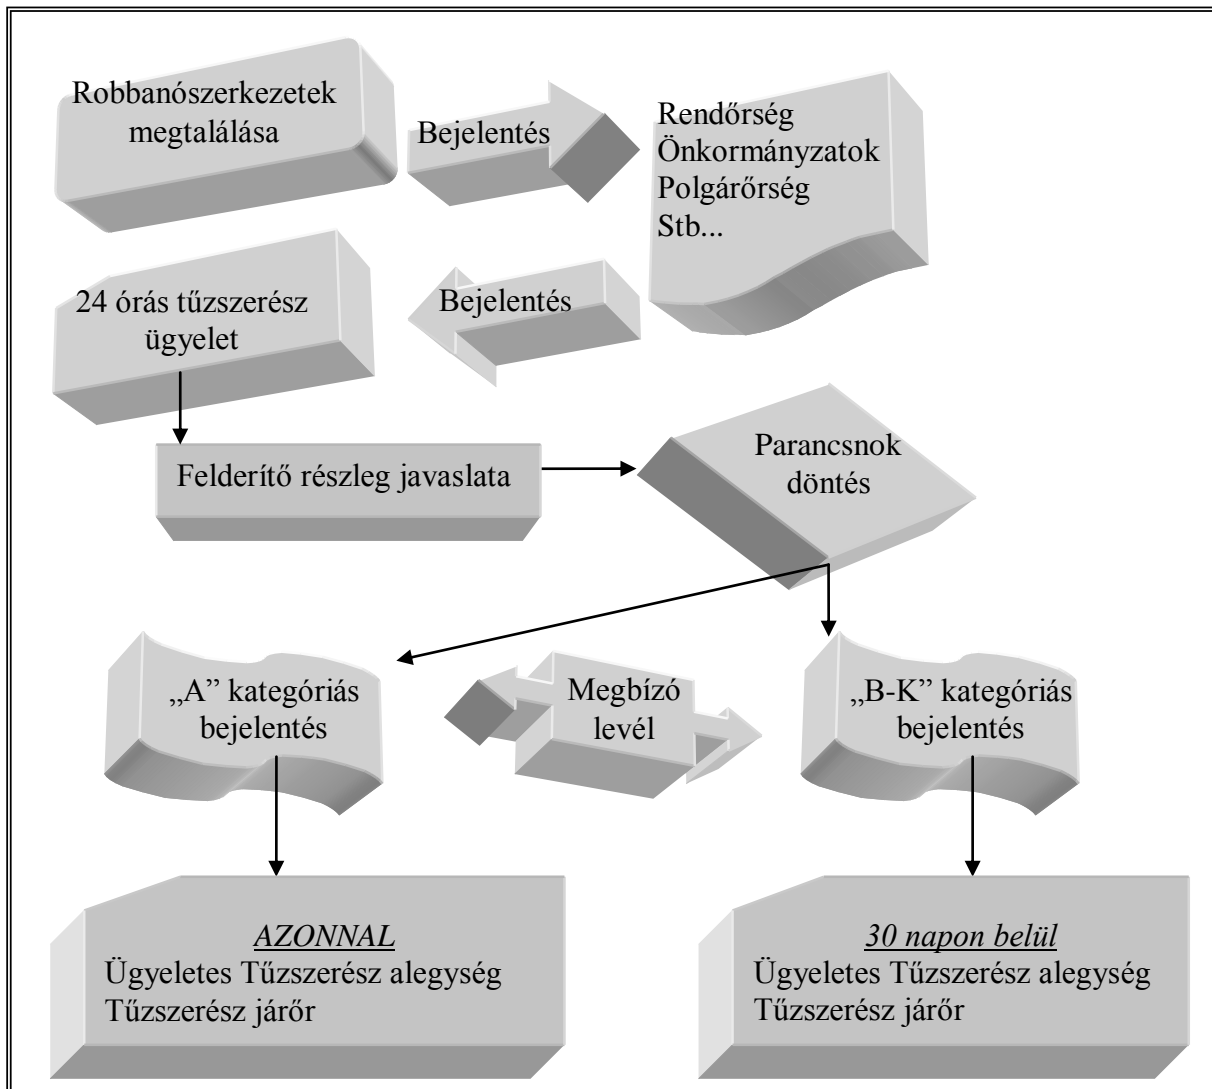 Robbanószerkezetek
megtalálása
Bejelentés
Rendőrség
Önkormányzatok
Polgárőrség
Stb...
24 órás tűzszerész
ügyelet
Bejelentés
Felderítő részleg javaslata
Parancsnok
döntés
„A” kategóriás
bejelentés
Megbízó
levél
„B-K” kategóriás
bejelentés
AZONNAL
Ügyeletes Tűzszerész alegység
Tűzszerész járőr
30 napon belül
Ügyeletes Tűzszerész alegység
Tűzszerész járőr